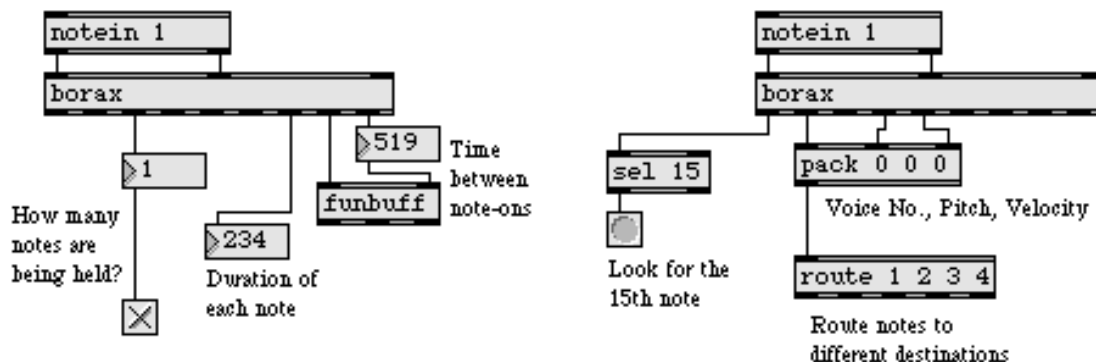 notein 1
borax
1
519
Time
between
note-ons
funbuff
How many
notes are
being held?
234
Duration of
each note
notein 1
borax
sel 15
pack 0 0 0
Voice No., Pitch, Velocity
Look for the
15th note
route 1 2 3 4
Route notes to
different destinations